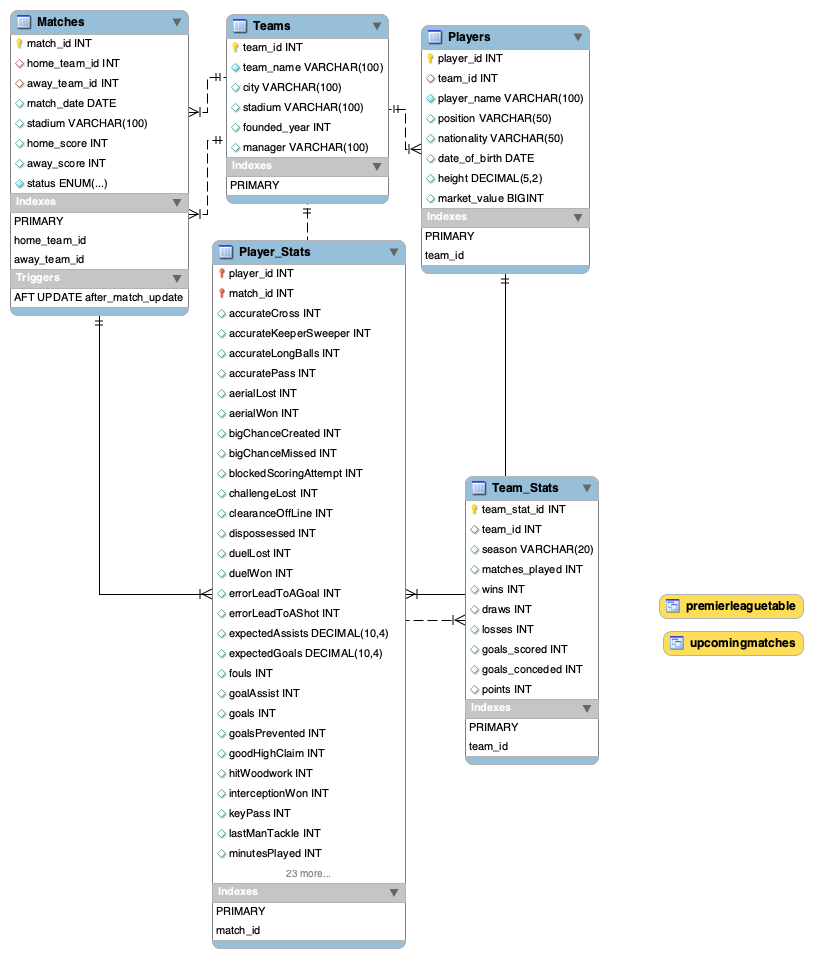 Matches
match_id INT
home_team_id INT
away_team_id INT
match_date DATE
stadium VARCHAR(100)
home_score INT
away_score INT
status ENUM(...)
Indexes
PRIMARY
home_team_id
away_team_id
Triggers
AFT UPDATE after_match_update
Teams
team_id INT
team_name VARCHAR(100)
city VARCHAR(100)
stadium VARCHAR(100)
founded_year INT
manager VARCHAR(100)
Indexes
PRIMARY
Players
player_id INT
team_id INT
player_name VARCHAR(100)
position VARCHAR(50)
nationality VARCHAR(50)
date_of_birth DATE
height DECIMAL(5,2)
market_value BIGINT
Indexes
PRIMARY
team_id
Player_Stats
player_id INT
match_id INT
accurateCross INT
accurateKeeperSweeper INT
accurateLongBalls INT
accuratePass INT
aerialLost INT
aerialWon INT
bigChanceCreated INT
bigChanceMissed INT
blockedScoringAttempt INT
challengeLost INT
clearanceOffLine INT
dispossessed INT
duelLost INT
duelWon INT
errorLeadToAGoal INT
errorLeadToAShot INT
expectedAssists DECIMAL(10,4)
expectedGoals DECIMAL(10,4)
fouls INT
goalAssist INT
goals INT
goalsPrevented INT
goodHighClaim INT
hitWoodwork INT
interceptionWon INT
keyPass INT
lastManTackle INT
minutesPlayed INT
23 more...
Indexes
PRIMARY
match_id
Team_Stats
team_stat_id INT
team_id INT
season VARCHAR(20)
matches_played INT
wins INT
draws INT
losses INT
goals_scored INT
goals_conceded INT
points INT
Indexes
PRIMARY
team_id
premierleaguetable
upcomingmatches